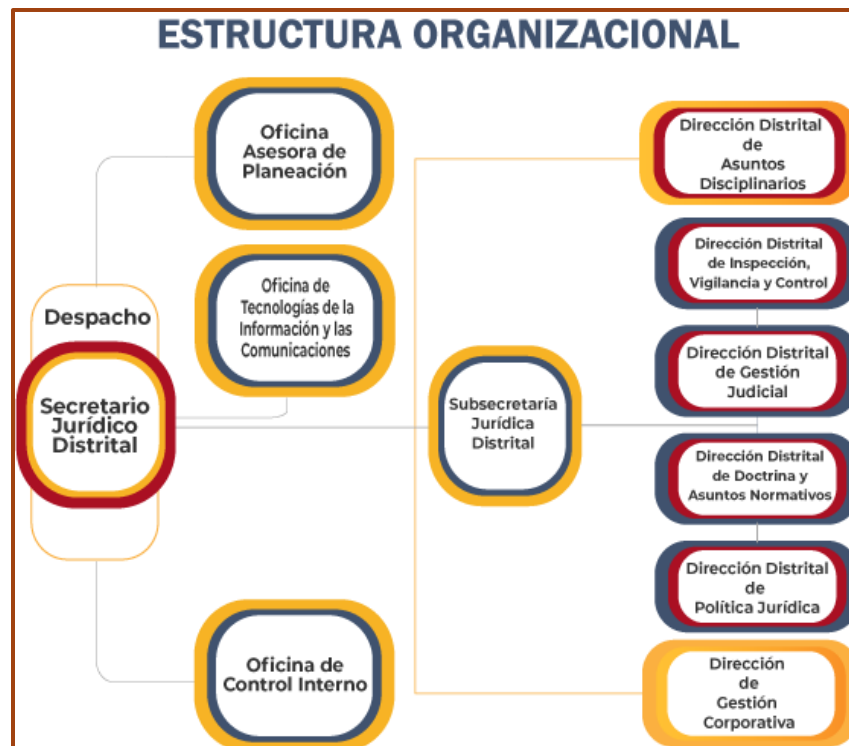 ESTRUCTURA ORGANIZACIONAL
Oficina
Asesora de
Planeación
Oficina de
Tecnologías de la
Información y las
Comunicaciones
Despacho
Secretario
Jurídico
Distrital
Oficina de
Control Interno
Subsecretaría
Jurídica
Distrital
Dirección Distrital
de
Asuntos
Disciplinarios
Dirección Distrital
de Inspección,
Vigilancia y Control
Dirección Distrital
de Gestión
Judicial
Dirección Distrital
de Doctrina y
Asuntos Normativos
Dirección Distrital
de
Política Jurídica
Dirección
de
Gestión
Corporativa